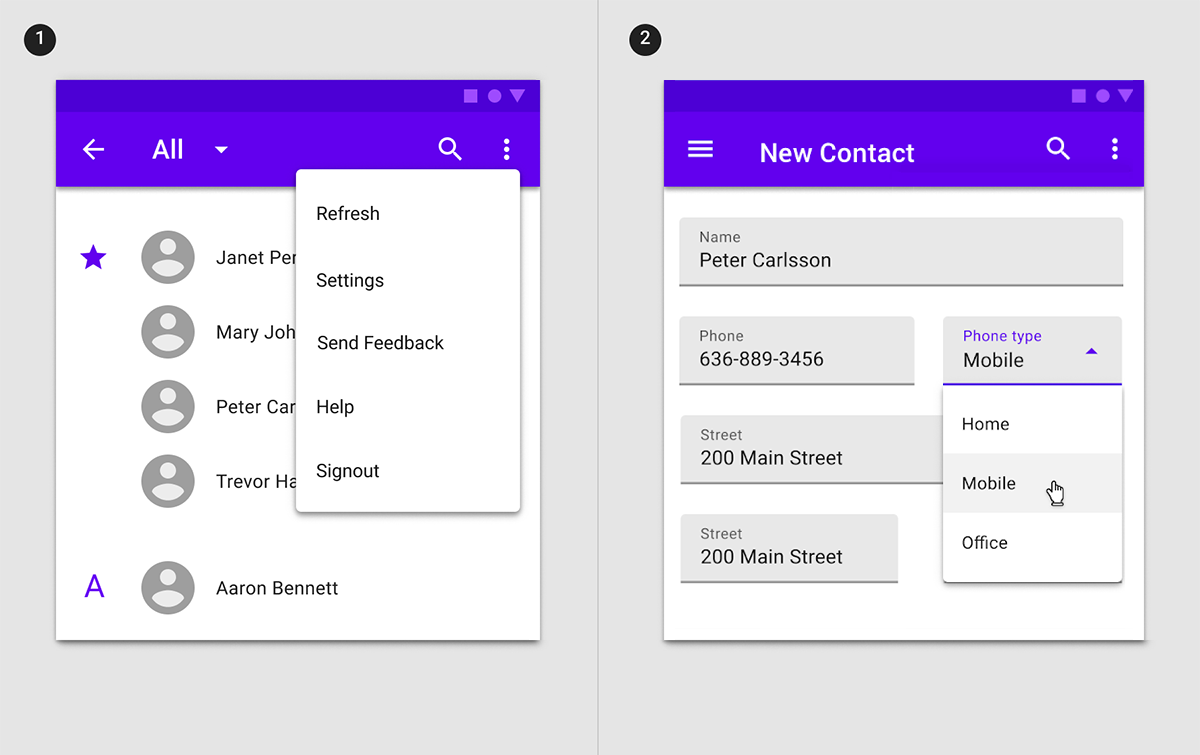 1
All
Refresh
Settings
Send Feedback
Help
Signout
Janet Per
Mary Joh
Peter Car
Trevor Ha
A
Aaron Bennett
2
New Contact
Name
Peter Carlsson
Phone
636-889-3456
Phone type
Mobile
Home
Mobile
Office
Street
200 Main Street
Street
200 Main Street